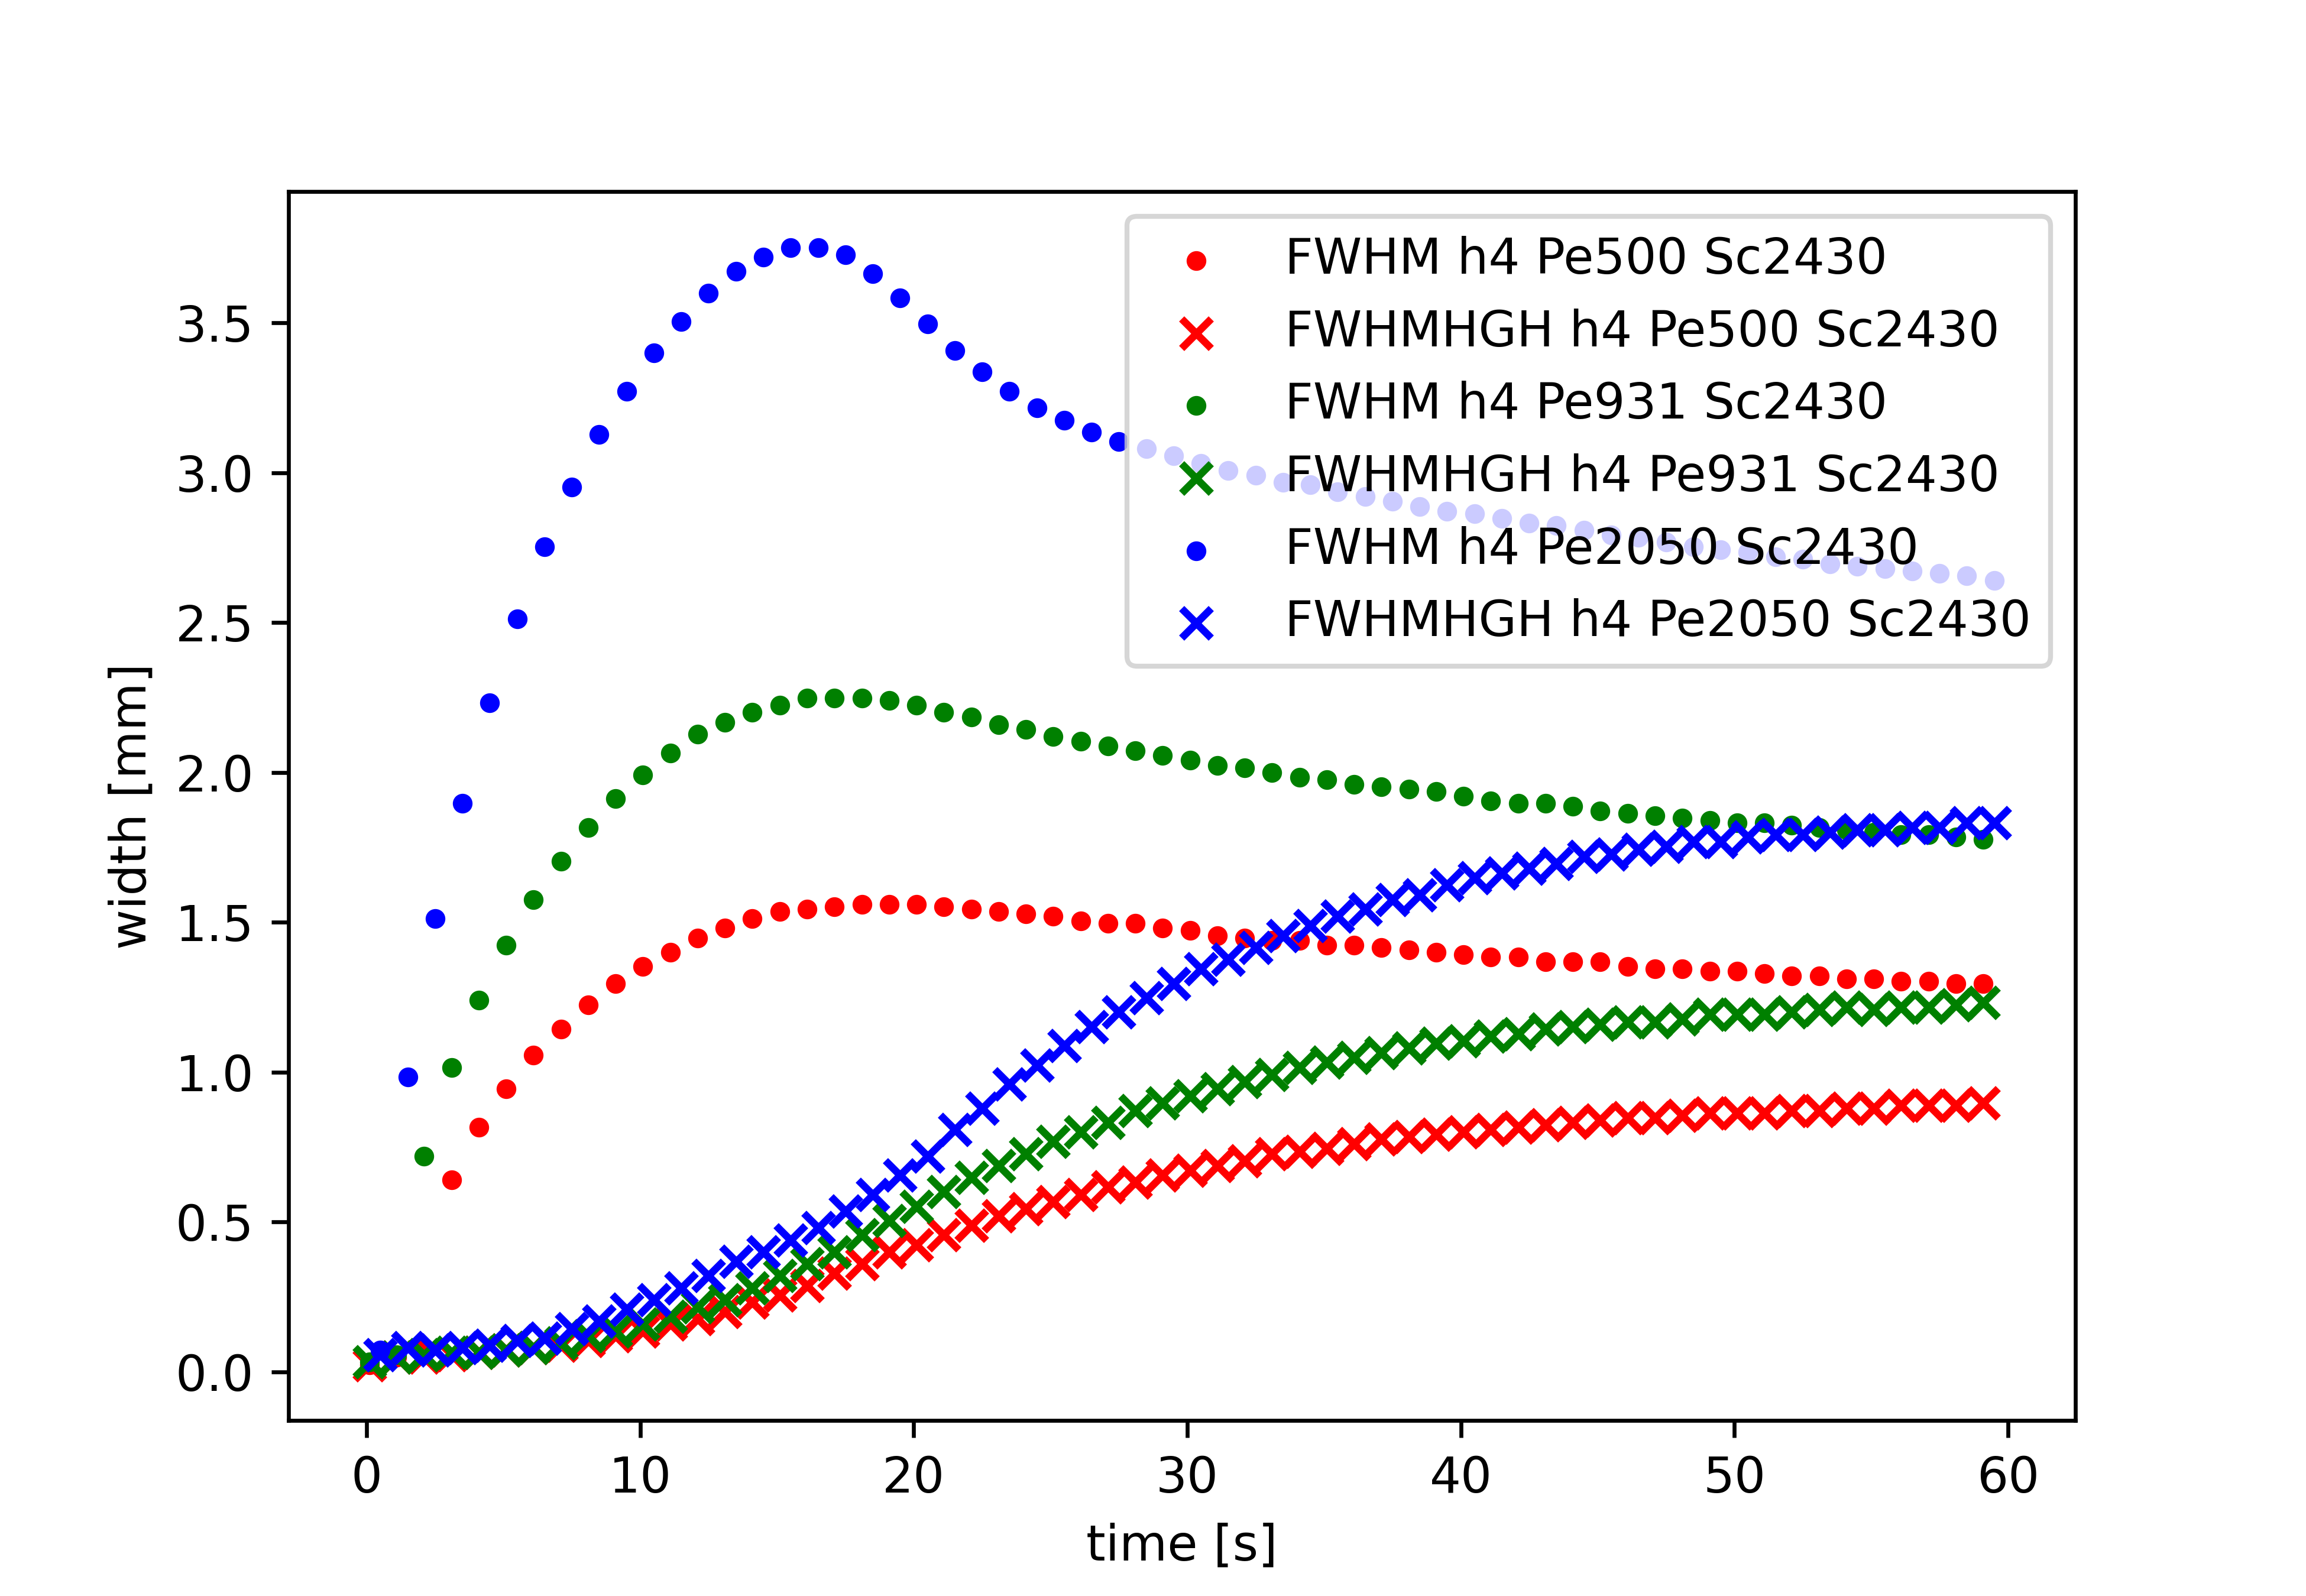 FWHM h4 Pe500 Sc2430
FWHMHGH h4 Pe500 Sc2430
FWHM h4 Pe931 Sc2430
FWHMHGH h4 Pe931 Sc2430
FWHM h4 Pe2050 Sc2430
FWHMHGH h4 Pe2050 Sc2430
3.5
3.0
2.5
2.0
1.5
1.0
0.5
0.0
width [mm]
0 10 20 30 40 50 60
time [s]